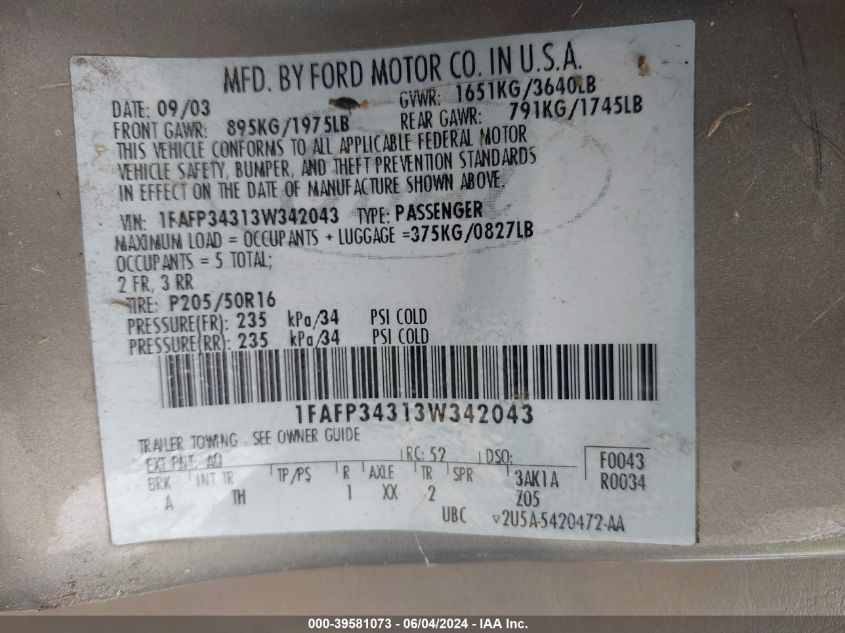 MFD. BY FORD MOTOR CO. IN U.S.A.
DATE: 09/03 GVWR: 1651KG/3640LB
FRONT GAWR: 895KG/1975LB REAR GAWR: 791KG/1745LB
THIS VEHICLE CONFORMS TO ALL APPLICABLE FEDERAL MOTOR
VEHICLE SAFETY, BUMPER, AND THEFT PREVENTION STANDARDS
IN EFFECT ON THE DATE OF MANUFACTURE SHOWN ABOVE.
VIN: 1FAFP34313W342043 TYPE: PASSENGER
MAXIMUM LOAD = OCCUPANTS + LUGGAGE =375KG/0827LB
OCCUPANTS = 5 TOTAL;
2 FR, 3 RR
TIRE: P205/50R16
PRESSURE(FR): 235 kPa/34 PSI COLD
PRESSURE(RR): 235 kPa/34 PSI COLD
1FAFP34313W342043
TRAILER TOWING - SEE OWNER GUIDE
EXT PNT: AQ RC: 52 DSO: F0043
BRK INT TR TP/PS R AXLE TR SPR 3AK1A R0034
A TH 1 XX 2 Z05
UBC ▽2U5A-5420472-AA
000-39581073 - 06/04/2024 - IAA Inc.